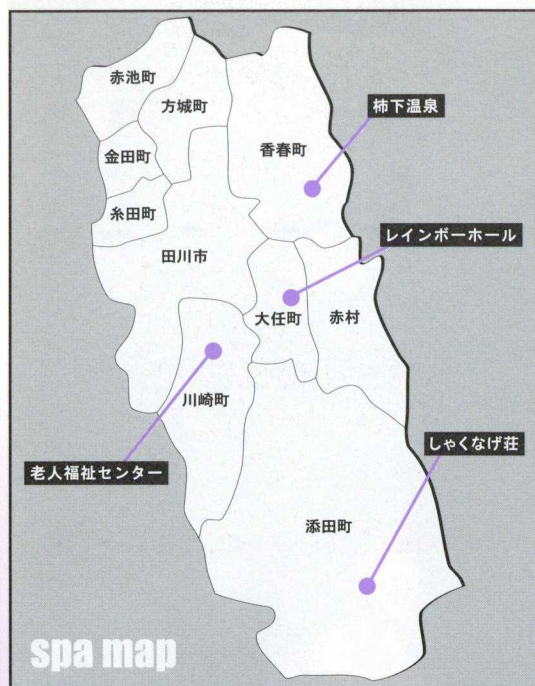 赤池町
方城町
柿下温泉
香春町
金田町
糸田町
レインボーホール
田川市
大任町
赤村
川崎町
しゃくなげ荘
老人福祉センター
添田町
spa map